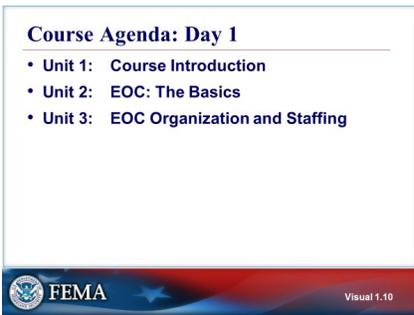 Course Agenda: Day 1
• Unit 1: Course Introduction
• Unit 2: EOC: The Basics
• Unit 3: EOC Organization and Staffing
FEMA
Visual 1.10